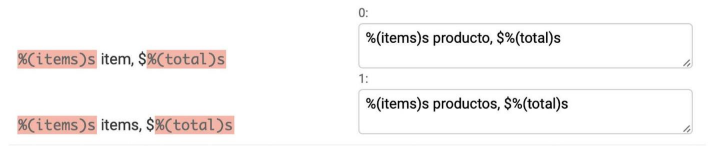 0:
%(items)s item, $%(total)s
%(items)s producto, $%(total)s
1:
%(items)s items, $%(total)s
%(items)s productos, $%(total)s